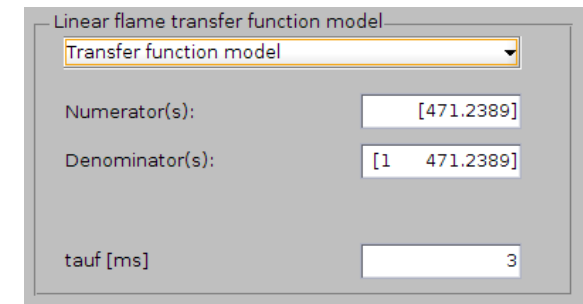 Linear flame transfer function model
Transfer function model
Numerator(s): [471.2389]
Denominator(s): [1 471.2389]
tauf [ms] 3